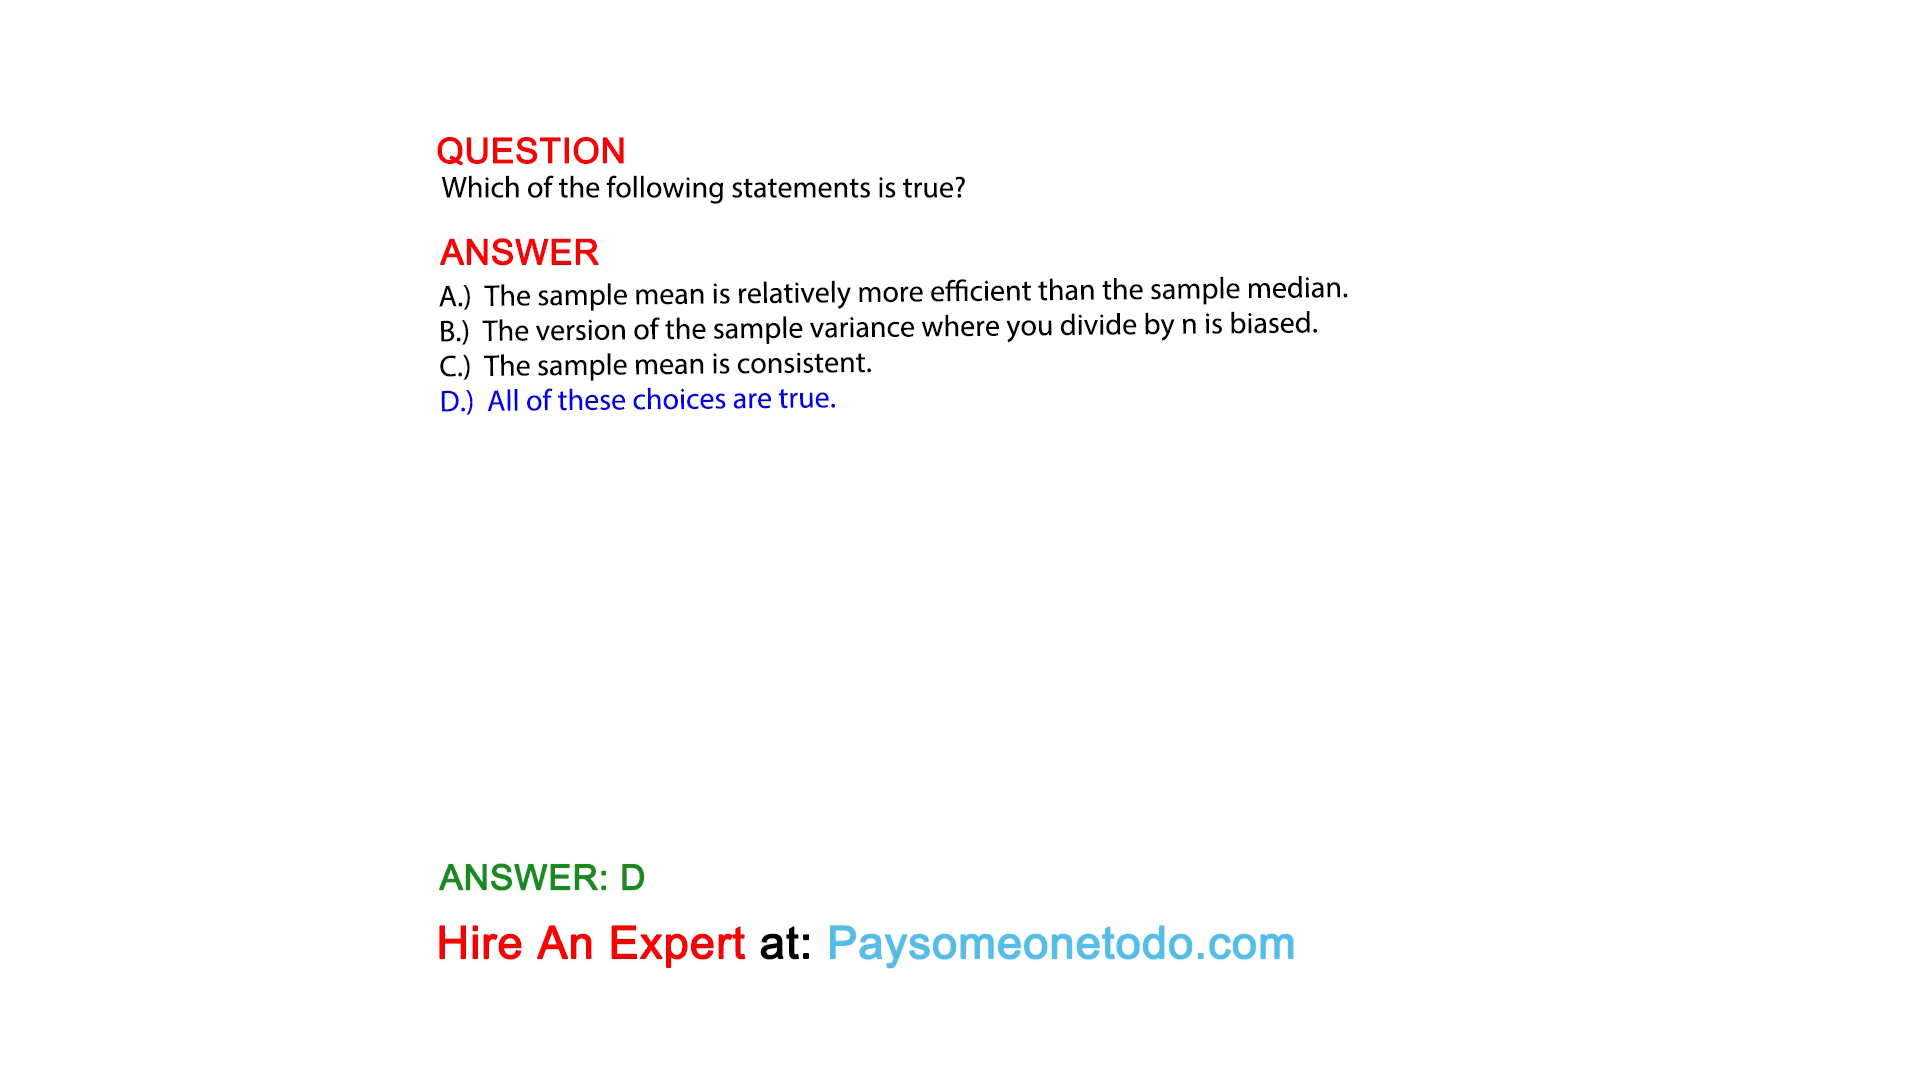 QUESTION
Which of the following statements is true?
ANSWER
A.) The sample mean is relatively more efficient than the sample median.
B.) The version of the sample variance where you divide by n is biased.
C.) The sample mean is consistent.
D.) All of these choices are true.
ANSWER: D
Hire An Expert at: Paysomeonetodo.com